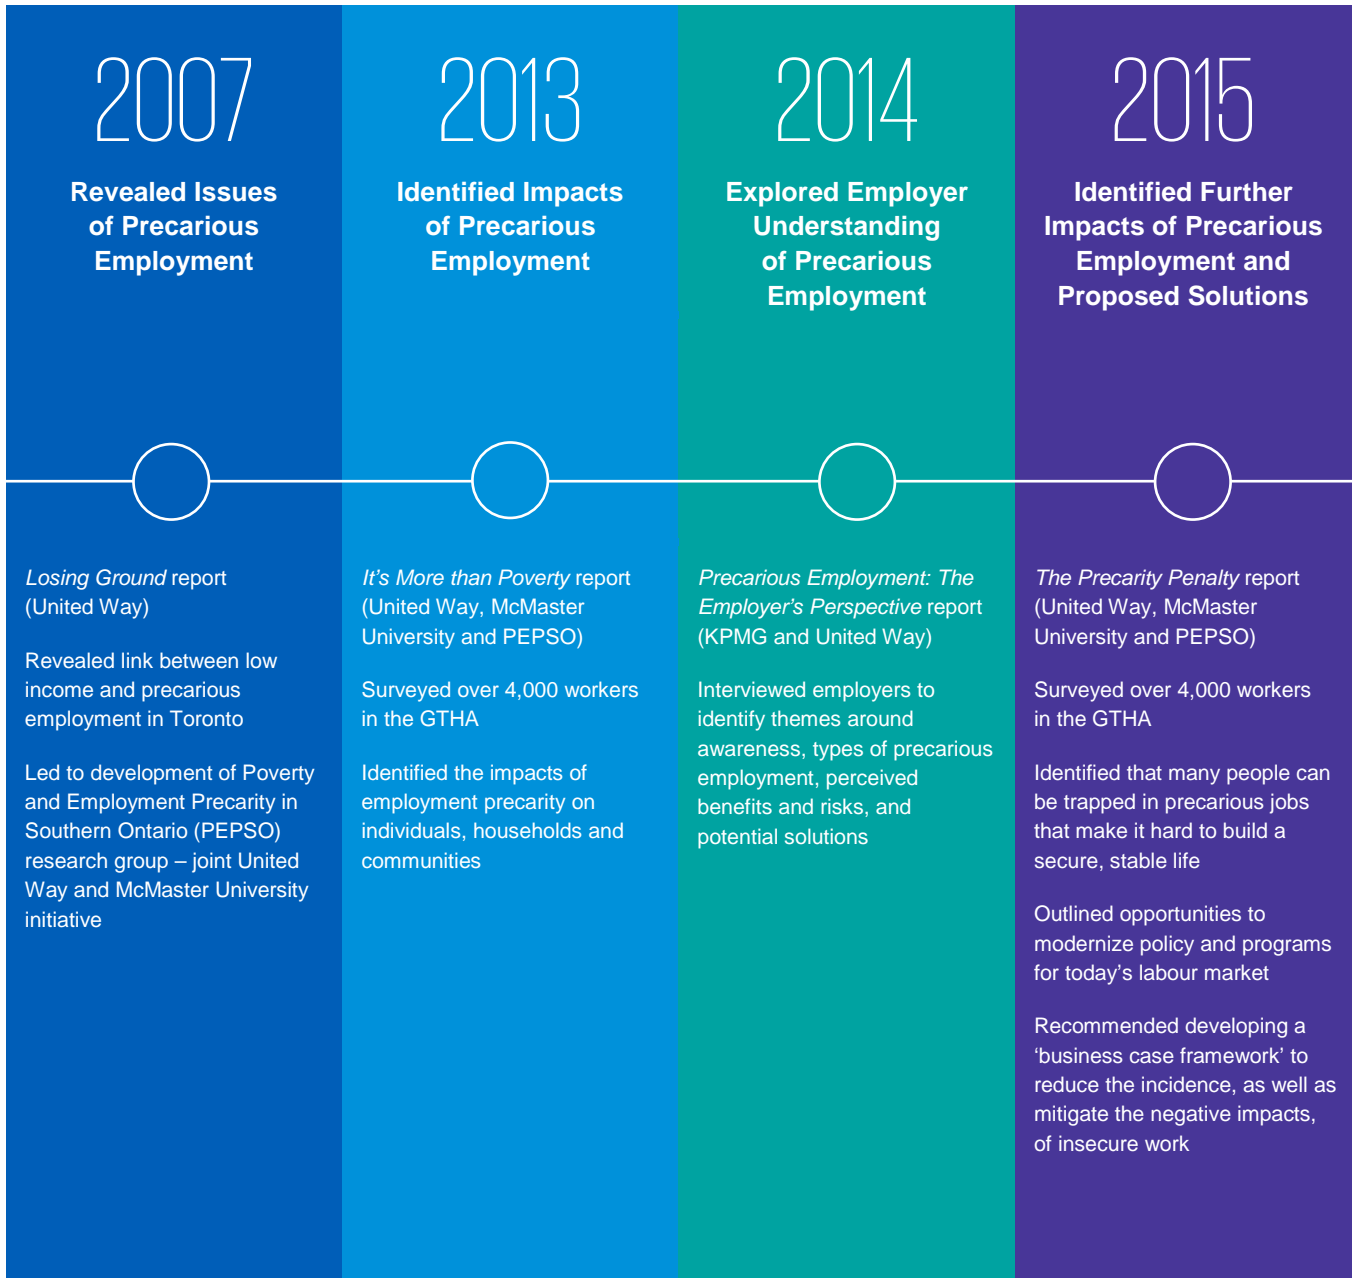 2007
Revealed Issues
of Precarious
Employment
Losing Ground report
(United Way)
Revealed link between low
income and precarious
employment in Toronto
Led to development of Poverty
and Employment Precarity in
Southern Ontario (PEPSO)
research group – joint United
Way and McMaster University
initiative
2013
Identified Impacts
of Precarious
Employment
It’s More than Poverty report
(United Way, McMaster
University and PEPSO)
Surveyed over 4,000 workers
in the GTHA
Identified the impacts of
employment precarity on
individuals, households and
communities
2014
Explored Employer
Understanding
of Precarious
Employment
Precarious Employment: The
Employer’s Perspective report
(KPMG and United Way)
Interviewed employers to
identify themes around
awareness, types of precarious
employment, perceived
benefits and risks, and
potential solutions
2015
Identified Further
Impacts of Precarious
Employment and
Proposed Solutions
The Precarity Penalty report
(United Way, McMaster
University and PEPSO)
Surveyed over 4,000 workers
in the GTHA
Identified that many people can
be trapped in precarious jobs
that make it hard to build a
secure, stable life
Outlined opportunities to
modernize policy and programs
for today’s labour market
Recommended developing a
‘business case framework’ to
reduce the incidence, as well as
mitigate the negative impacts,
of insecure work